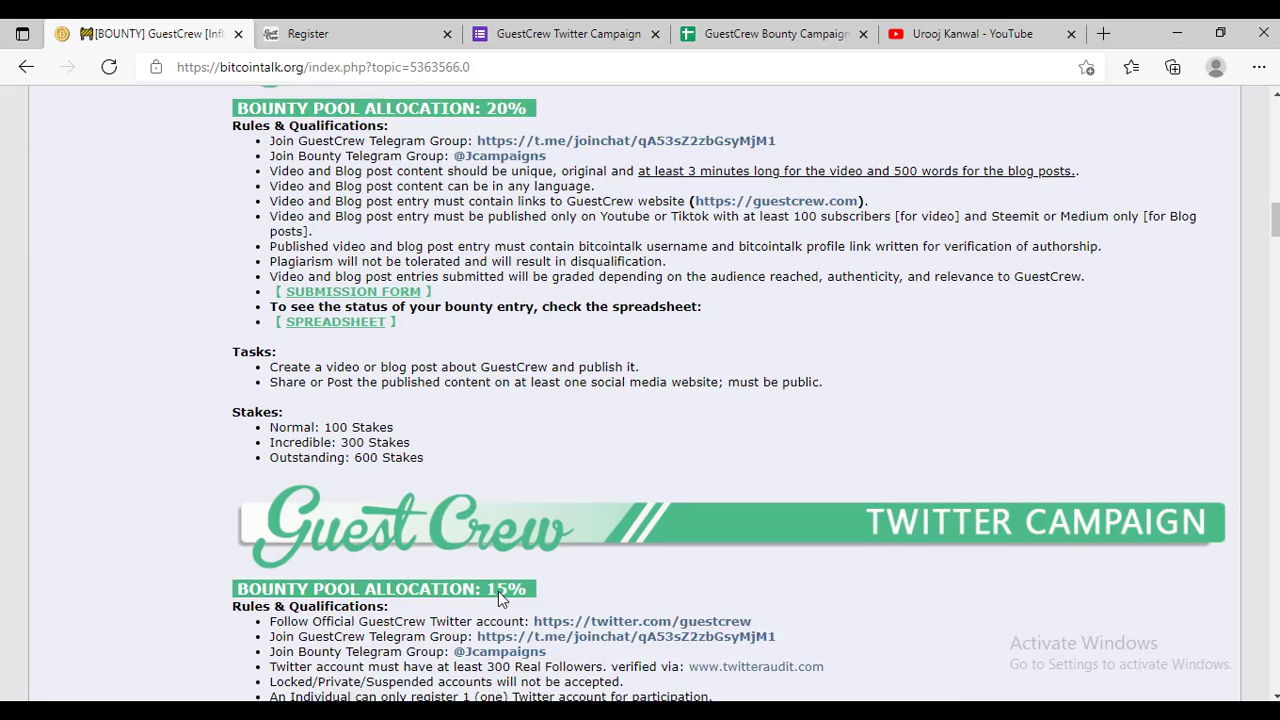 [BOUNTY] GuestCrew [Infl
Register
GuestCrew Twitter Campaign
GuestCrew Bounty Campaign
Urooj Kanwal - YouTube
https://bitcointalk.org/index.php?topic=5363566.0
BOUNTY POOL ALLOCATION: 20%
Rules & Qualifications:
Join GuestCrew Telegram Group: https://t.me/joinchat/qA53sZ2zbGsyMjM1
Join Bounty Telegram Group: @Jcampaigns
Video and Blog post content should be unique, original and at least 3 minutes long for the video and 500 words for the blog posts..
Video and Blog post content can be in any language.
Video and Blog post entry must contain links to GuestCrew website (https://guestcrew.com).
Video and Blog post entry must be published only on Youtube or Tiktok with at least 100 subscribers [for video] and Steemit or Medium only [for Blog
posts].
Published video and blog post entry must contain bitcointalk username and bitcointalk profile link written for verification of authorship.
Plagiarism will not be tolerated and will result in disqualification.
Video and blog post entries submitted will be graded depending on the audience reached, authenticity, and relevance to GuestCrew.
【 SUBMISSION FORM 】
To see the status of your bounty entry, check the spreadsheet:
【 SPREADSHEET 】
Tasks:
Create a video or blog post about GuestCrew and publish it.
Share or Post the published content on at least one social media website; must be public.
Stakes:
Normal: 100 Stakes
Incredible: 300 Stakes
Outstanding: 600 Stakes
Guest Crew TWITTER CAMPAIGN
BOUNTY POOL ALLOCATION: 15%
Rules & Qualifications:
Follow Official GuestCrew Twitter account: https://twitter.com/guestcrew
Join GuestCrew Telegram Group: https://t.me/joinchat/qA53sZ2zbGsyMjM1
Join Bounty Telegram Group: @Jcampaigns
Twitter account must have at least 300 Real Followers. verified via: www.twitteraudit.com
Locked/Private/Suspended accounts will not be accepted.
An Individual can only register 1 (one) Twitter account for participation.
Activate Windows
Go to Settings to activate Windows.